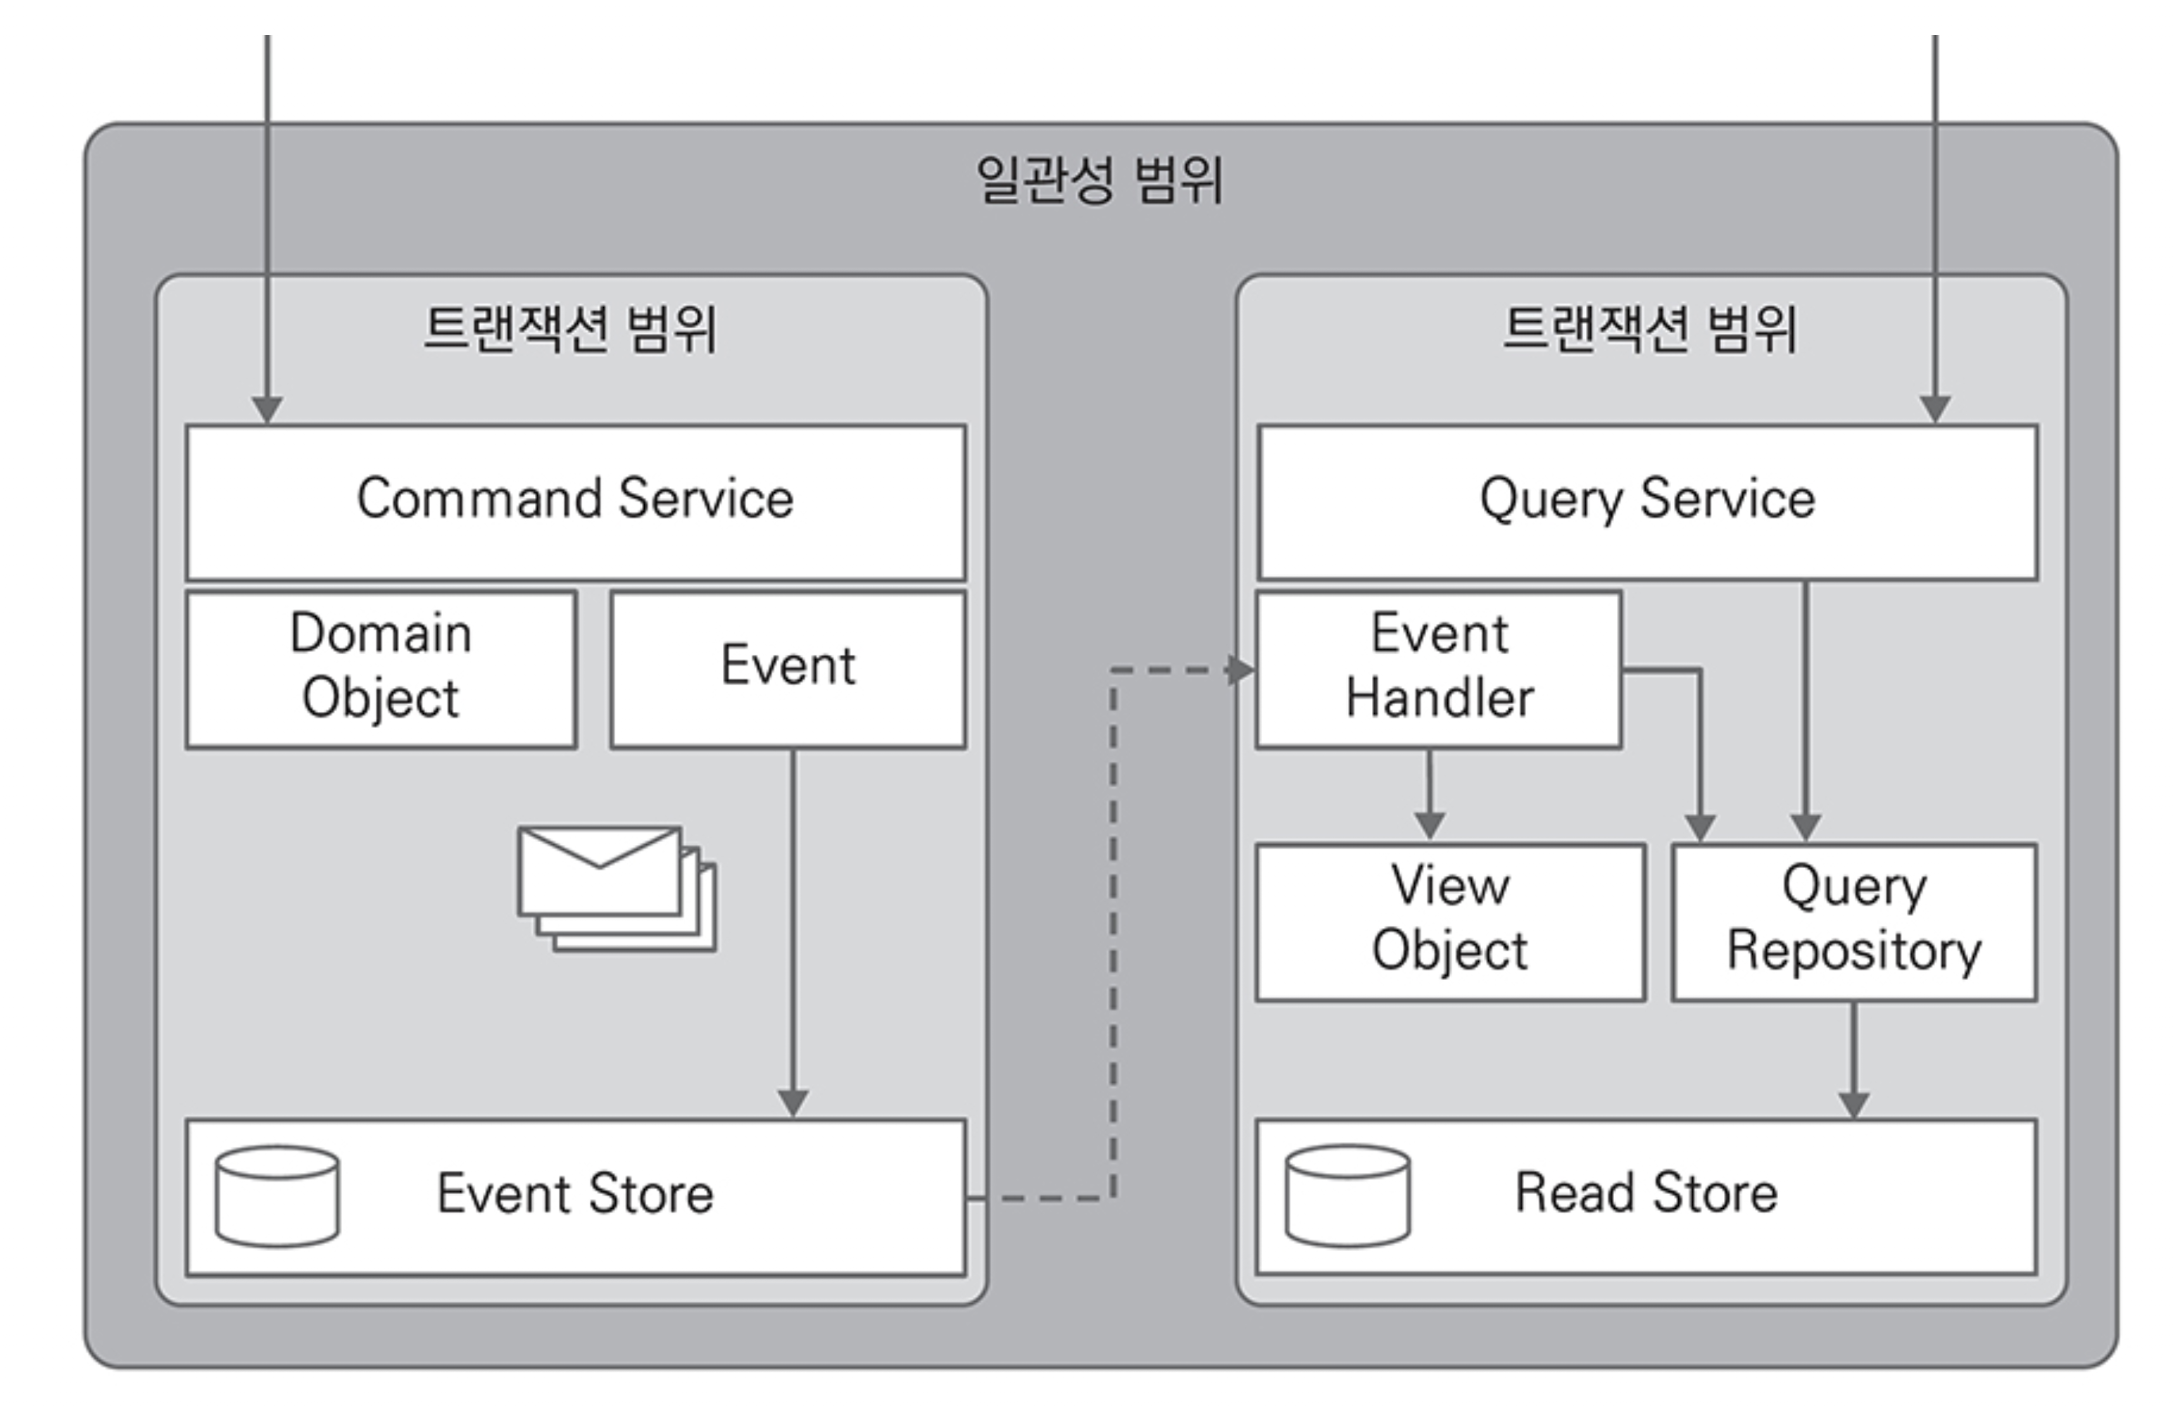 일관성 범위
트랜잭션 범위
Command Service
Domain
Object
Event
Event Store
트랜잭션 범위
Query Service
Event
Handler
View
Object
Query
Repository
Read Store